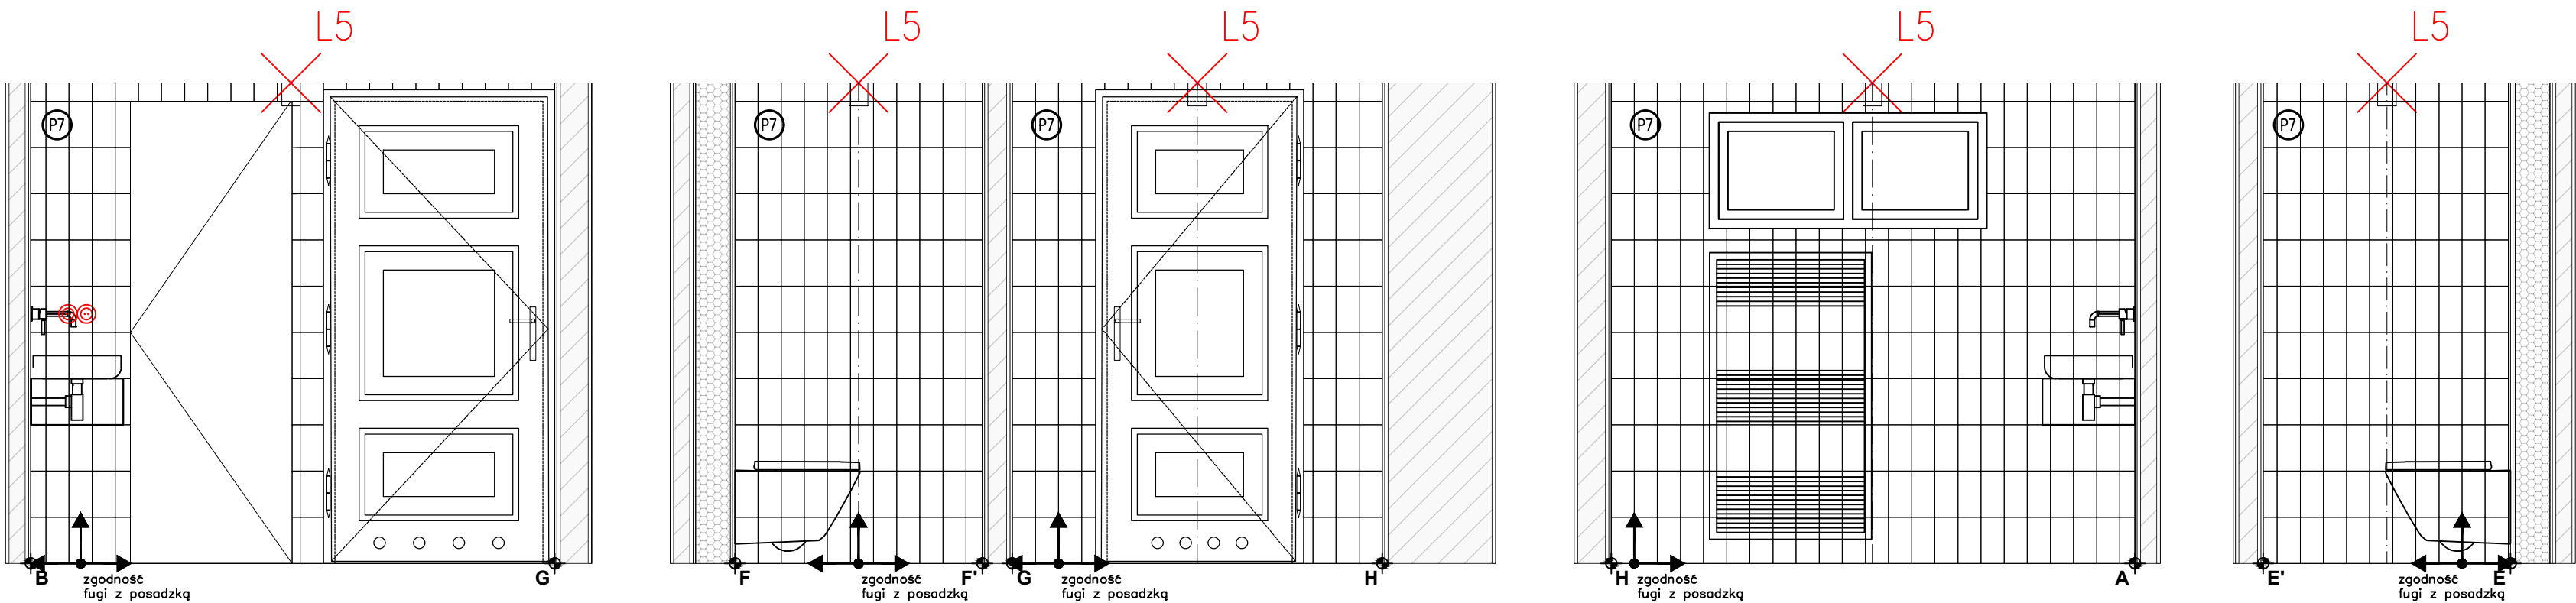 L5
L5
L5
L5
L5
P7
P7
P7
P7
P7
B
zgodność
fugi z posadzką
G
F
zgodność
fugi z posadzką
F'
G
zgodność
fugi z posadzką
H
H
zgodność
fugi z posadzką
A
E'
zgodność
fugi z posadzką
E